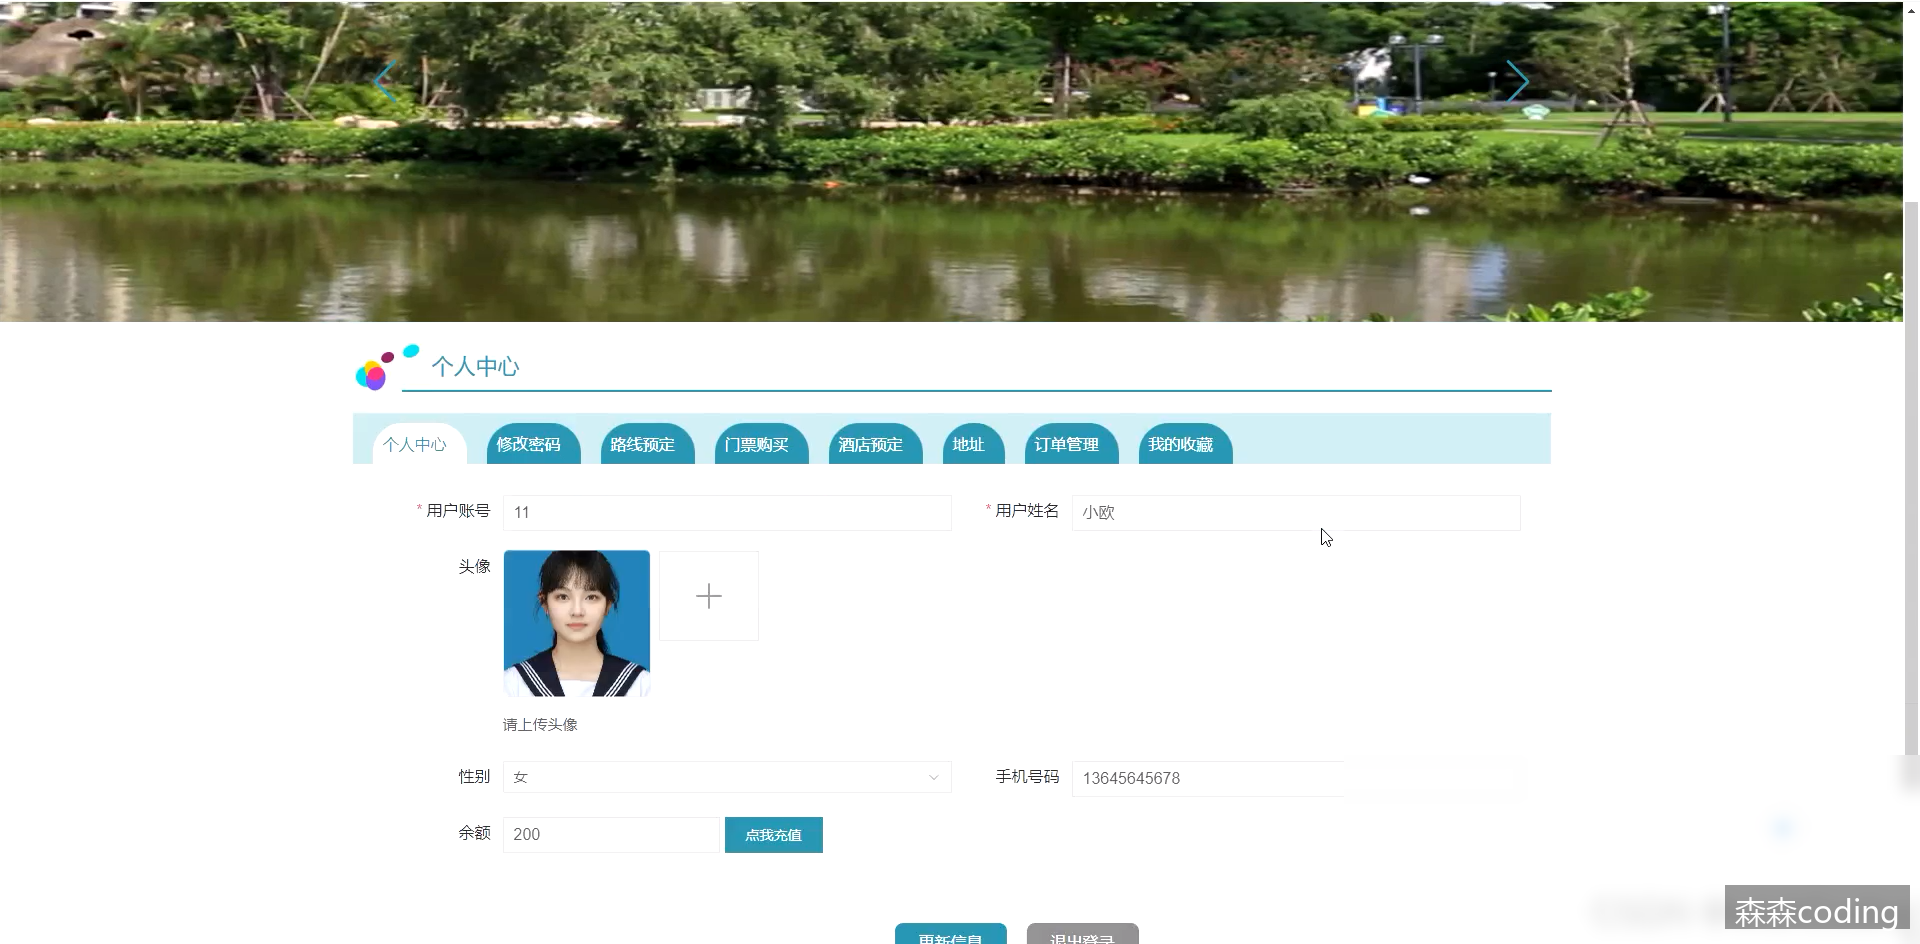 个人中心
个人中心 修改密码 路线预定 门票购买 酒店预定 地址 订单管理 我的收藏
* 用户账号 11 * 用户姓名 小欧
头像
请上传头像
性别 女 手机号码 13645645678
余额 200 点我充值
更新信息 退出登录
森森coding